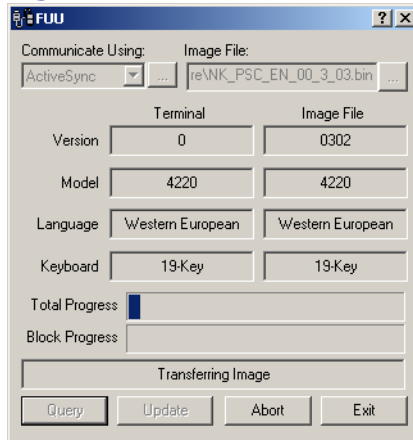 FUU
Communicate Using: Image File:
ActiveSync ... re\NK_PSC_EN_00_3_03.bin ...
Terminal Image File
Version 0 0302
Model 4220 4220
Language Western European Western European
Keyboard 19-Key 19-Key
Total Progress
Block Progress
Transferring Image
Query Update Abort Exit